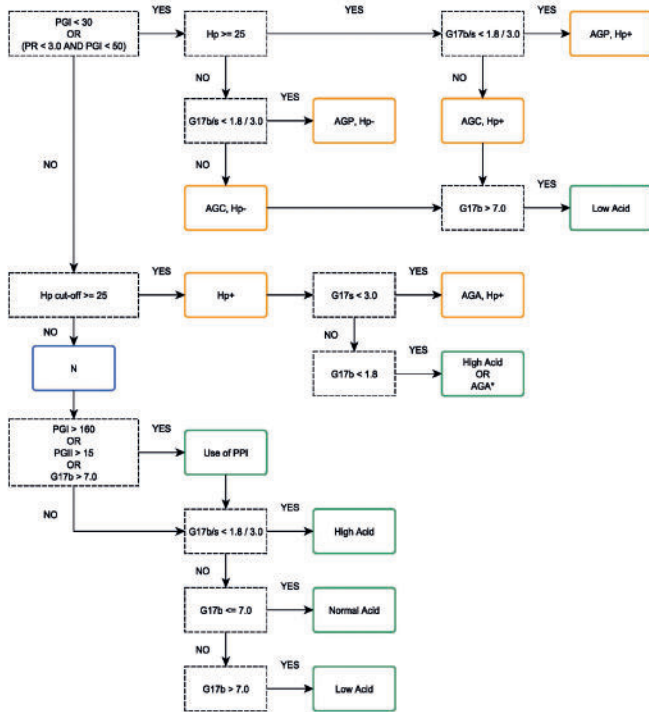 PGI < 30
OR
(PR < 3.0 AND PGI < 50)
YES
Hp >= 25
YES
G17b/s < 1.8 / 3.0
YES
AGP, Hp+
NO
NO
G17b/s < 1.8 / 3.0
YES
AGP, Hp-
AGC, Hp+
NO
NO
AGC, Hp-
G17b > 7.0
YES
Low Acid
Hp cut-off >= 25
YES
Hp+
G17s < 3.0
YES
AGA, Hp+
NO
NO
N
G17b < 1.8
YES
High Acid
OR
AGA*
PGI > 160
OR
PGII > 15
OR
G17b > 7.0
YES
Use of PPI
NO
G17b/s < 1.8 / 3.0
YES
High Acid
NO
G17b <= 7.0
YES
Normal Acid
NO
G17b > 7.0
YES
Low Acid